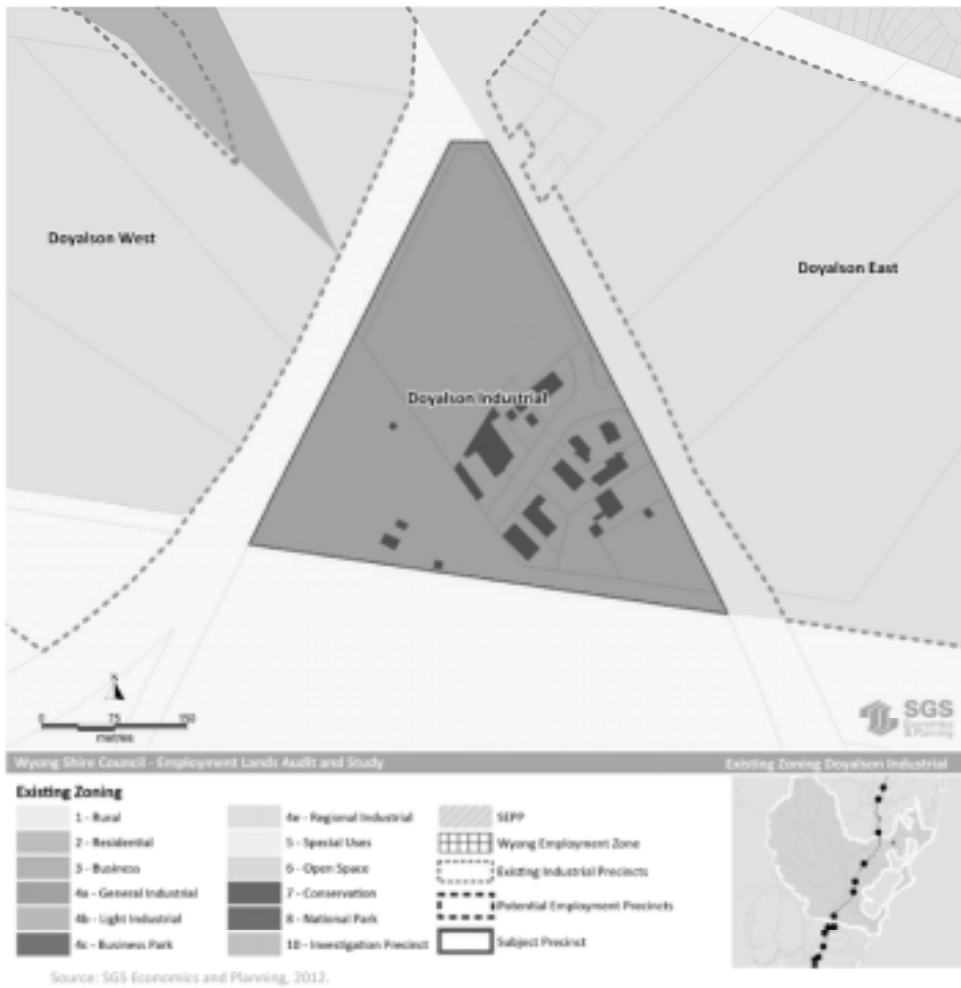 Doyalson West
Doyalson East
Doyalson Industrial
N
0 75 150
metres
SGS
Economics
& Planning
Wyong Shire Council - Employment Lands Audit and Study
Existing Zoning Doyalson Industrial
Existing Zoning
1 - Rural
2 - Residential
3 - Business
4a - General Industrial
4b - Light Industrial
4c - Business Park
4e - Regional Industrial
5 - Special Uses
6 - Open Space
7 - Conservation
8 - National Park
10 - Investigation Precinct
SEPP
Wyong Employment Zone
Existing Industrial Precincts
Potential Employment Precincts
Subject Precinct
Source: SGS Economics and Planning, 2012.